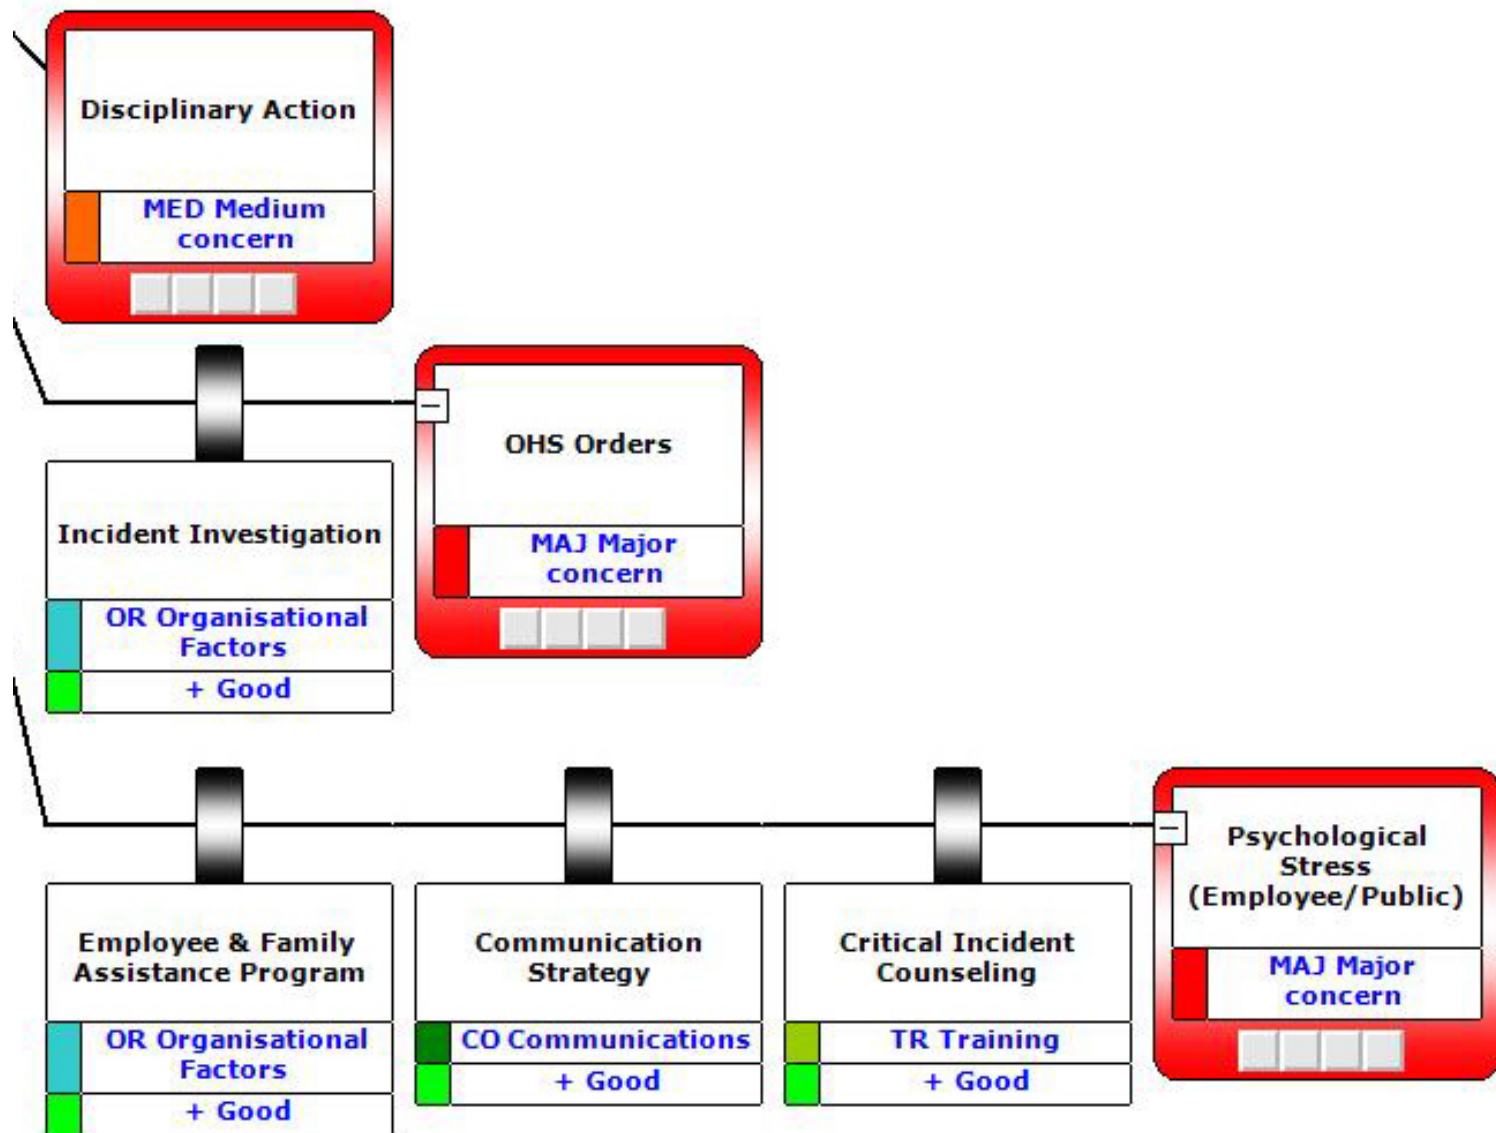 Disciplinary Action
MED Medium
concern
OHS Orders
MAJ Major
concern
Incident Investigation
OR Organisational
Factors
+ Good
Employee & Family
Assistance Program
OR Organisational
Factors
+ Good
Communication
Strategy
CO Communications
+ Good
Critical Incident
Counseling
TR Training
+ Good
Psychological
Stress
(Employee/Public)
MAJ Major
concern